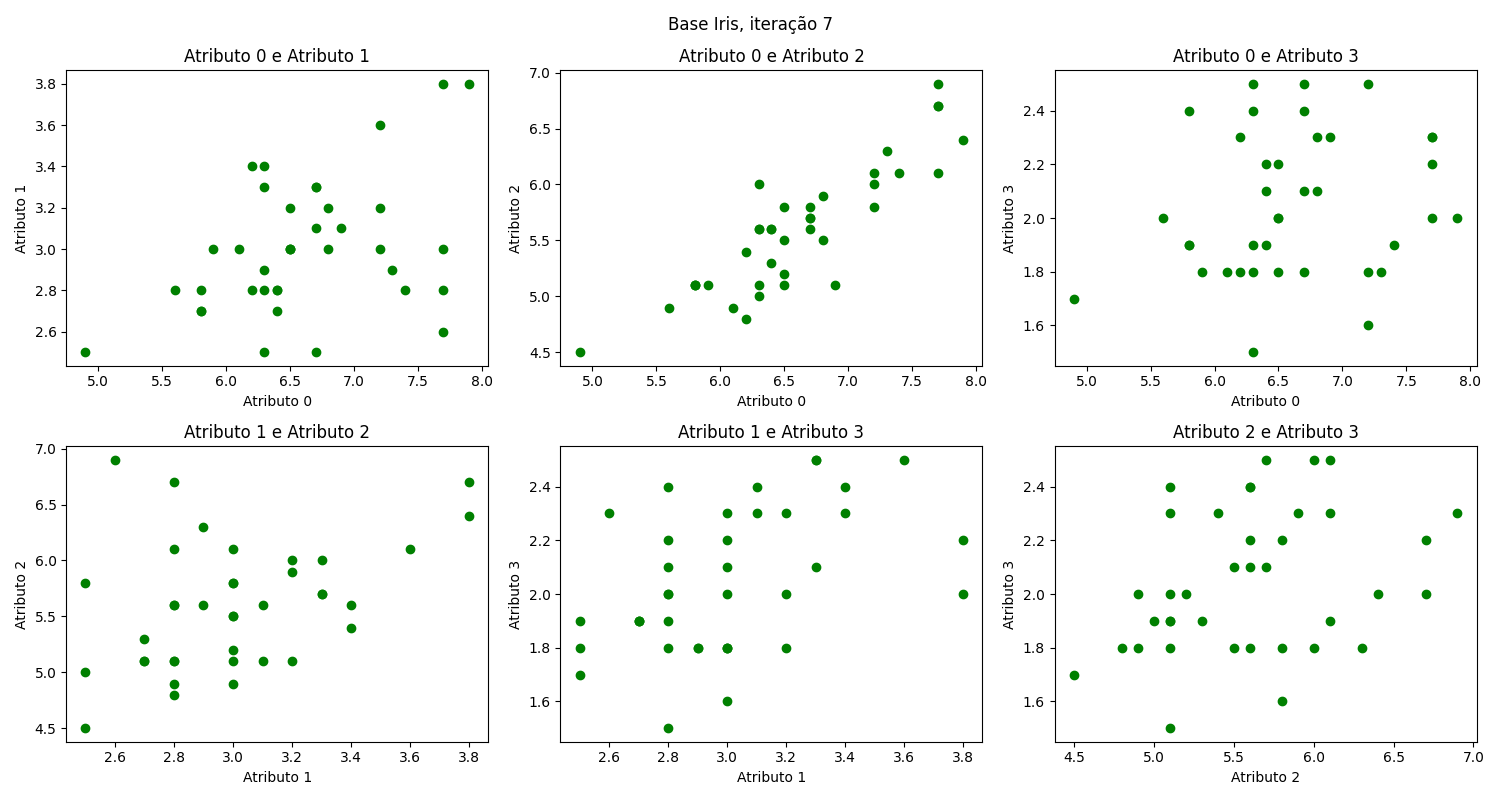 Base Iris, iteração 7
Atributo 0 e Atributo 1
Atributo 1
3.8
3.6
3.4
3.2
3.0
2.8
2.6
5.0 5.5 6.0 6.5 7.0 7.5 8.0
Atributo 0
Atributo 0 e Atributo 2
Atributo 2
7.0
6.5
6.0
5.5
5.0
4.5
5.0 5.5 6.0 6.5 7.0 7.5 8.0
Atributo 0
Atributo 0 e Atributo 3
Atributo 3
2.4
2.2
2.0
1.8
1.6
5.0 5.5 6.0 6.5 7.0 7.5 8.0
Atributo 0
Atributo 1 e Atributo 2
Atributo 2
7.0
6.5
6.0
5.5
5.0
4.5
2.6 2.8 3.0 3.2 3.4 3.6 3.8
Atributo 1
Atributo 1 e Atributo 3
Atributo 3
2.4
2.2
2.0
1.8
1.6
2.6 2.8 3.0 3.2 3.4 3.6 3.8
Atributo 1
Atributo 2 e Atributo 3
Atributo 3
2.4
2.2
2.0
1.8
1.6
4.5 5.0 5.5 6.0 6.5 7.0
Atributo 2